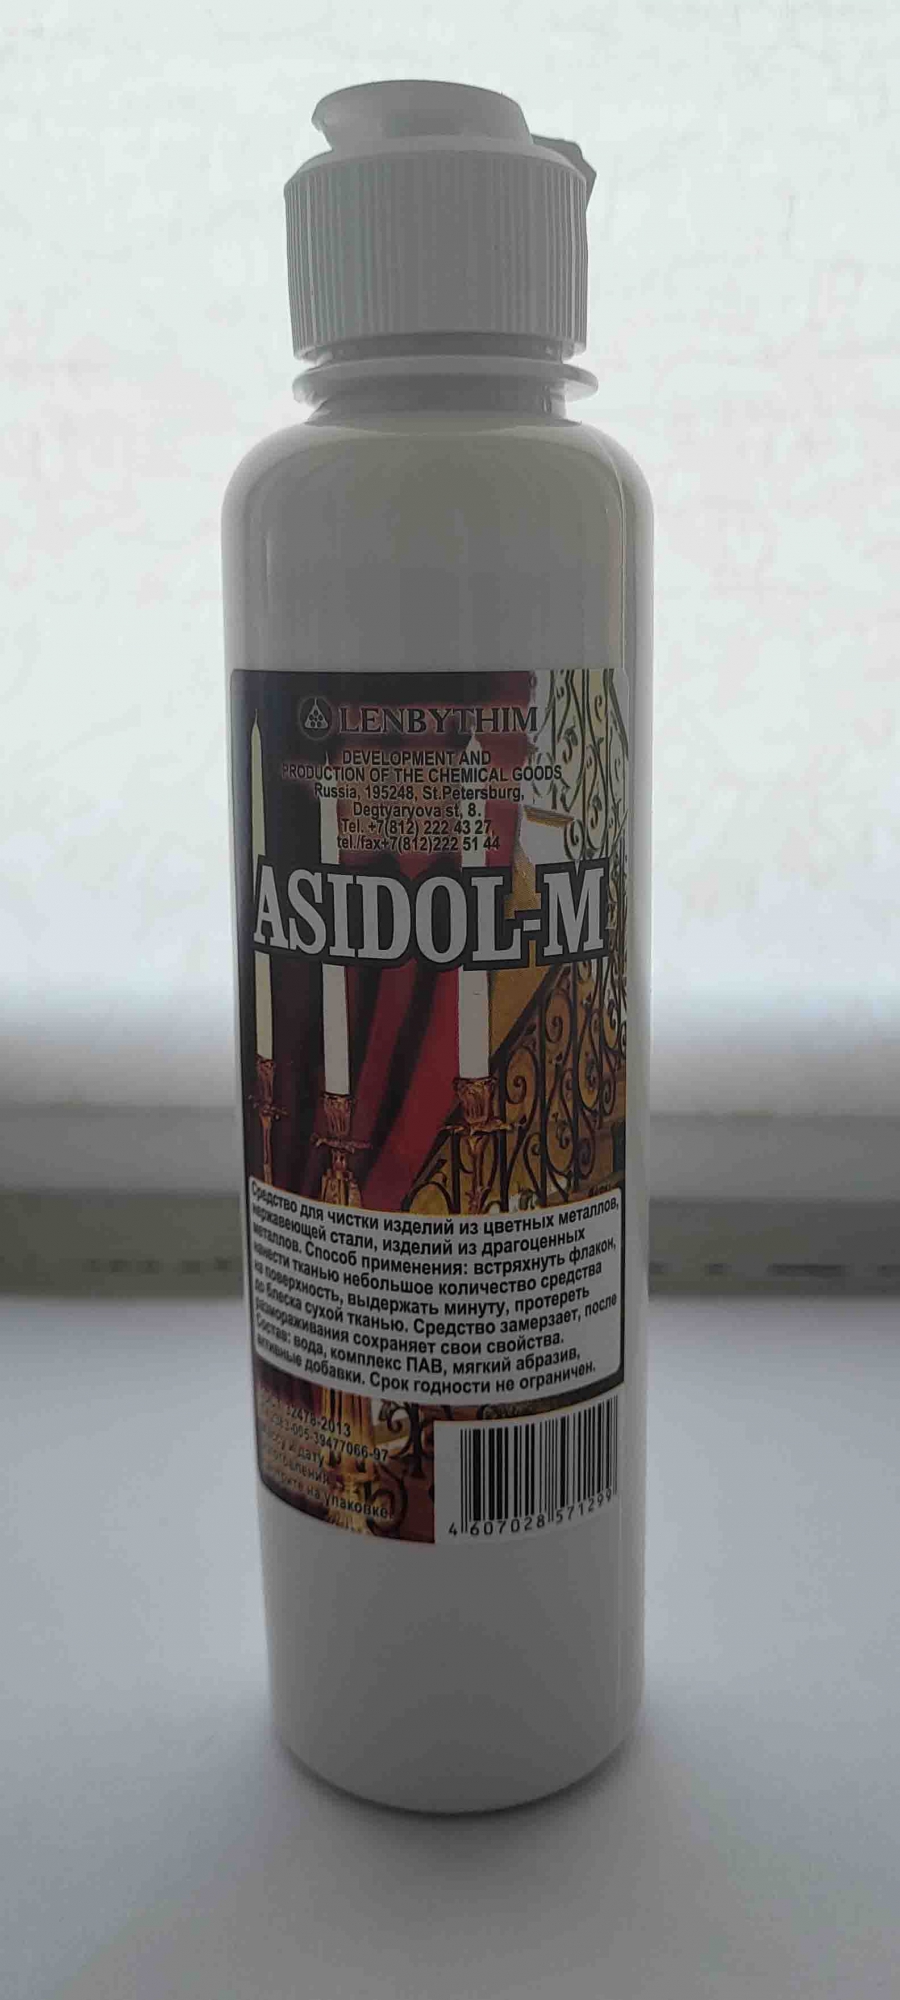 LENBYTHIM
DEVELOPMENT AND
PRODUCTION OF THE CHEMICAL GOODS
Russia, 195248, St.Petersburg,
Degtyaryova st, 8.
Tel. +7(812) 222 43 27,
tel./fax+7(812)222 51 44
ASIDOL-M
Средство для чистки изделий из цветных металлов,
нержавеющей стали, изделий из драгоценных
металлов. Способ применения: встряхнуть флакон,
нанести тканью небольшое количество средства
на поверхность, выдержать минуту, протереть
до блеска сухой тканью. Средство замерзает, после
размораживания сохраняет свои свойства.
Состав: вода, комплекс ПАВ, мягкий абразив,
активные добавки. Срок годности не ограничен.
32478-2013
-005-39477066-97
и дату
на упаковке
4 607028 571299